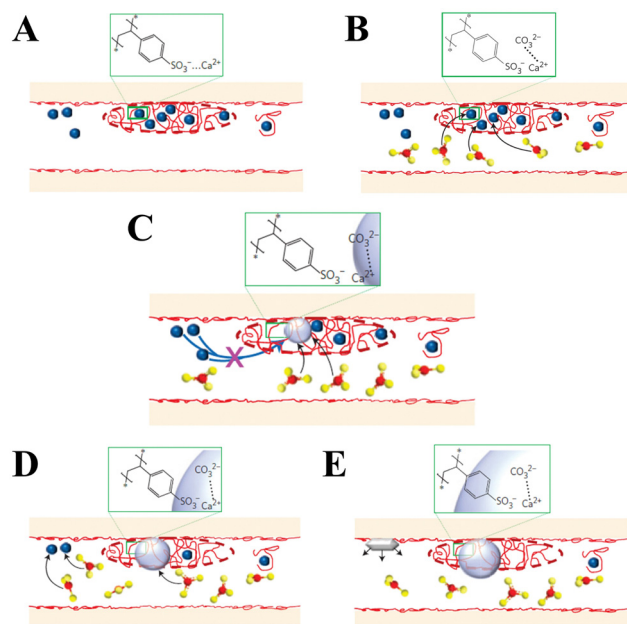 A
*
*
SO₃⁻...Ca²⁺
B
*
*
CO₃²⁻
SO₃⁻ Ca²⁺
C
*
*
CO₃²⁻
SO₃⁻ Ca²⁺
D
*
*
CO₃²⁻
SO₃⁻ Ca²⁺
E
*
*
CO₃²⁻
SO₃⁻ Ca²⁺